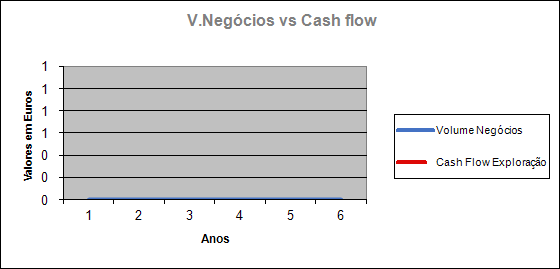 V.Negócios vs Cash flow
Valores em Euros
1
1
1
1
0
0
0
1 2 3 4 5 6
Anos
Volume Negócios
Cash Flow Exploração